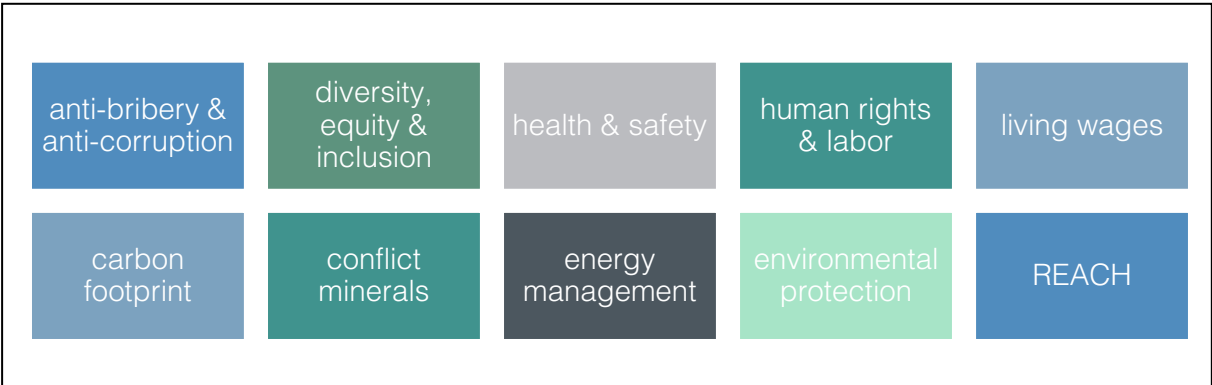 anti-bribery &
anti-corruption
diversity,
equity &
inclusion
health & safety
human rights
& labor
living wages
carbon
footprint
conflict
minerals
energy
management
environmental
protection
REACH